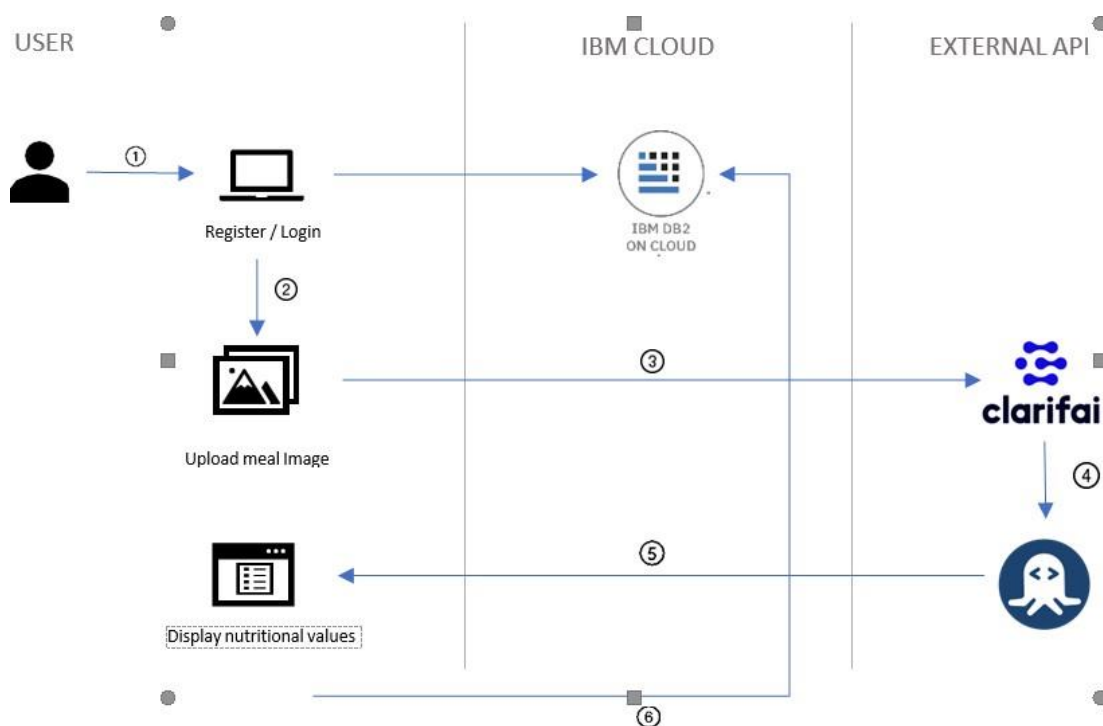 USER
IBM CLOUD
EXTERNAL API
①
Register / Login
IBM DB2
ON CLOUD
②
③
clarifai
Upload meal Image
④
⑤
< >
Display nutritional values
⑥